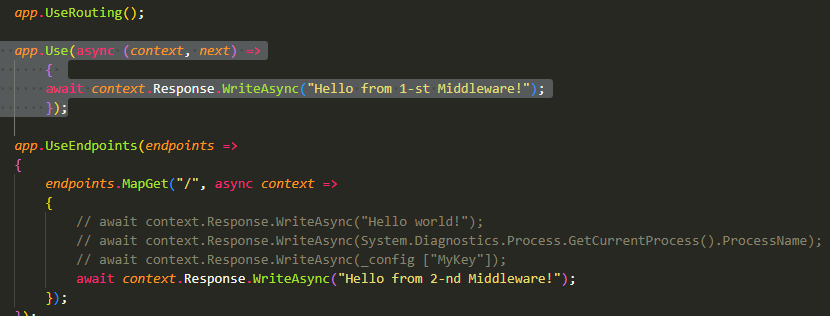 app.UseRouting();
app.Use(async (context, next) =>
{
await context.Response.WriteAsync("Hello from 1-st Middleware!");
});
app.UseEndpoints(endpoints =>
{
endpoints.MapGet("/", async context =>
{
// await context.Response.WriteAsync("Hello world!");
// await context.Response.WriteAsync(System.Diagnostics.Process.GetCurrentProcess().ProcessName);
// await context.Response.WriteAsync(_config ["MyKey"]);
await context.Response.WriteAsync("Hello from 2-nd Middleware!");
});
});